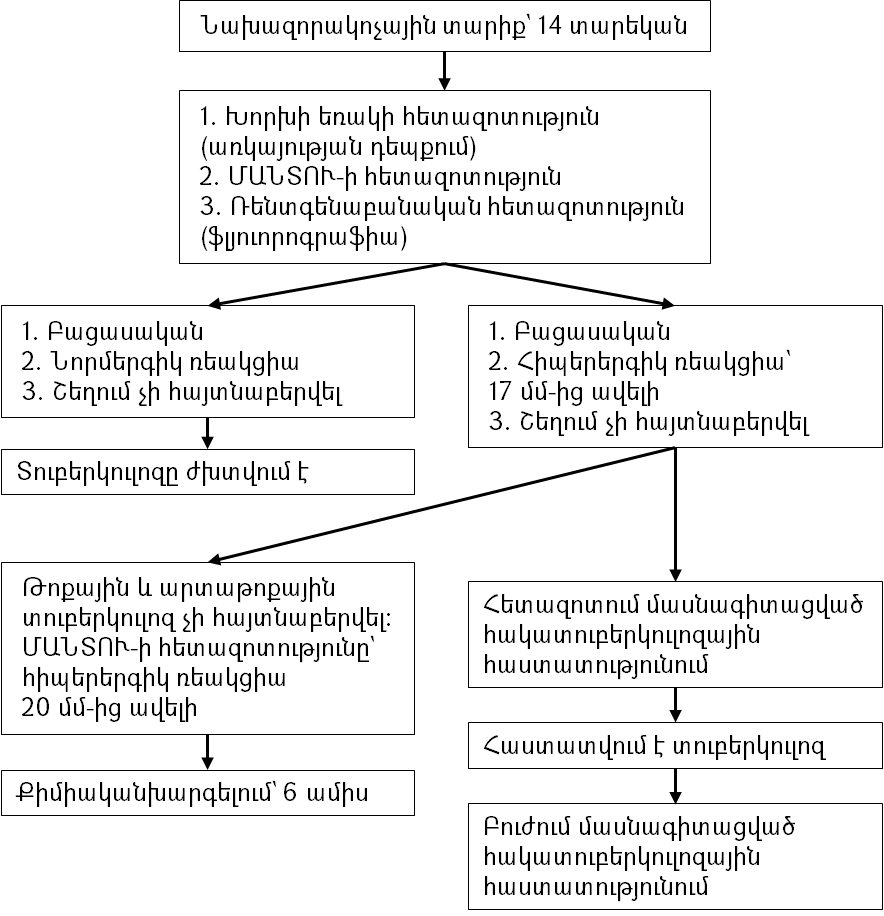 Նախազորակոչային տարիք՝ 14 տարեկան
1. Խորխի եռակի հետազոտություն
(առկայության դեպքում)
2. ՄԱՆՏՈՒ-ի հետազոտություն
3. Ռենտգենաբանական հետազոտություն
(ֆլյուորոգրաֆիա)
1. Բացասական
2. Նորմերգիկ ռեակցիա
3. Շեղում չի հայտնաբերվել
1. Բացասական
2. Հիպերերգիկ ռեակցիա՝
17 մմ-ից ավելի
3. Շեղում չի հայտնաբերվել
Տուբերկուլոզը ժխտվում է
Թոքային և արտաթոքային
տուբերկուլոզ չի հայտնաբերվել:
ՄԱՆՏՈՒ-ի հետազոտությունը՝
հիպերերգիկ ռեակցիա
20 մմ-ից ավելի
Հետազոտում մասնագիտացված
հակատուբերկուլոզային
հաստատությունում
Քիմիականխարգելում՝ 6 ամիս
Հաստատվում է տուբերկուլոզ
Բուժում մասնագիտացված
հակատուբերկուլոզային
հաստատությունում